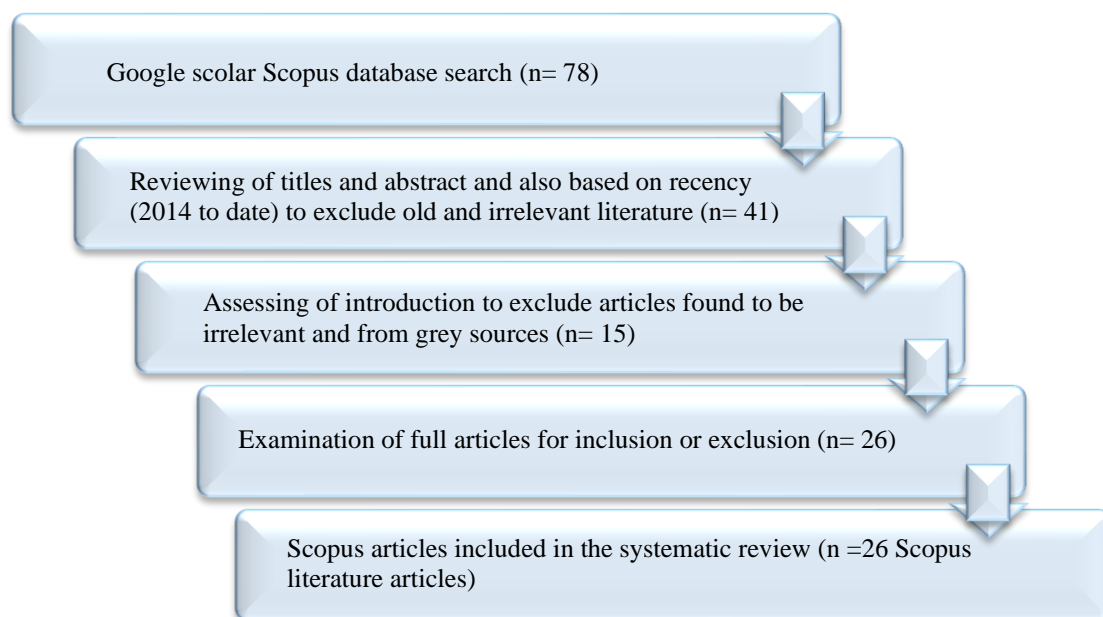 Google scholar Scopus database search (n= 78)
Reviewing of titles and abstract and also based on recency
(2014 to date) to exclude old and irrelevant literature (n= 41)
Assessing of introduction to exclude articles found to be
irrelevant and from grey sources (n= 15)
Examination of full articles for inclusion or exclusion (n= 26)
Scopus articles included in the systematic review (n =26 Scopus
literature articles)